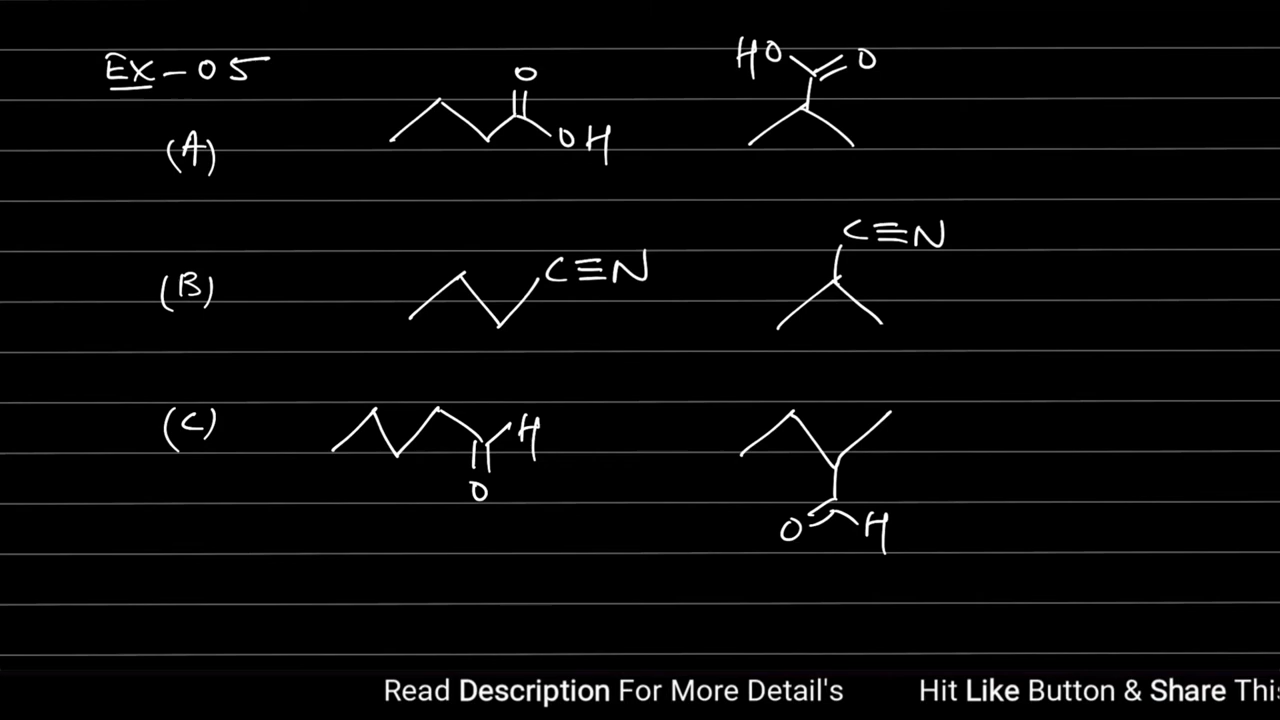 EX-05
(A)
O
OH
HO O
(B)
C≡N
C≡N
(C)
H
O
O H
Read Description For More Detail's
Hit Like Button & Share This